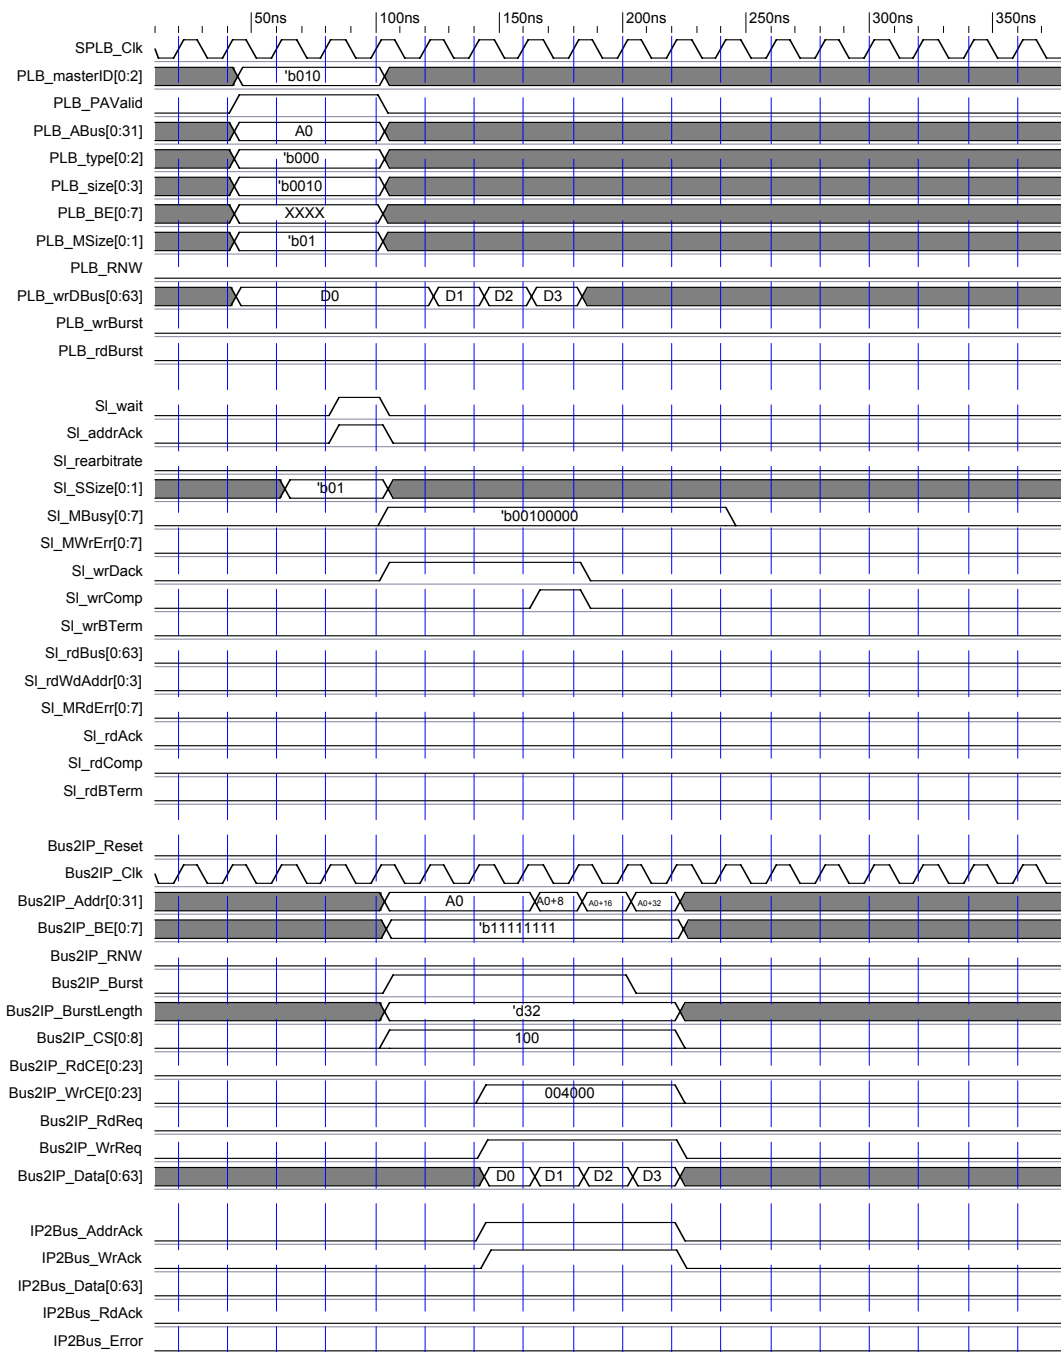 50ns 100ns 150ns 200ns 250ns 300ns 350ns
SPLB_Clk
PLB_masterID[0:2] 'b010
PLB_PAValid
PLB_ABus[0:31] A0
PLB_type[0:2] 'b000
PLB_size[0:3] 'b0010
PLB_BE[0:7] XXXX
PLB_MSize[0:1] 'b01
PLB_RNW
PLB_wrDBus[0:63] D0 D1 D2 D3
PLB_wrBurst
PLB_rdBurst
Sl_wait
Sl_addrAck
Sl_rearbitrate
Sl_SSize[0:1] 'b01
Sl_MBusy[0:7] 'b00100000
Sl_MWrErr[0:7]
Sl_wrDack
Sl_wrComp
Sl_wrBTerm
Sl_rdBus[0:63]
Sl_rdWdAddr[0:3]
Sl_MRdErr[0:7]
Sl_rdAck
Sl_rdComp
Sl_rdBTerm
Bus2IP_Reset
Bus2IP_Clk
Bus2IP_Addr[0:31] A0 A0+8 A0+16 A0+32
Bus2IP_BE[0:7] 'b11111111
Bus2IP_RNW
Bus2IP_Burst
Bus2IP_BurstLength 'd32
Bus2IP_CS[0:8] 100
Bus2IP_RdCE[0:23]
Bus2IP_WrCE[0:23] 004000
Bus2IP_RdReq
Bus2IP_WrReq
Bus2IP_Data[0:63] D0 D1 D2 D3
IP2Bus_AddrAck
IP2Bus_WrAck
IP2Bus_Data[0:63]
IP2Bus_RdAck
IP2Bus_Error